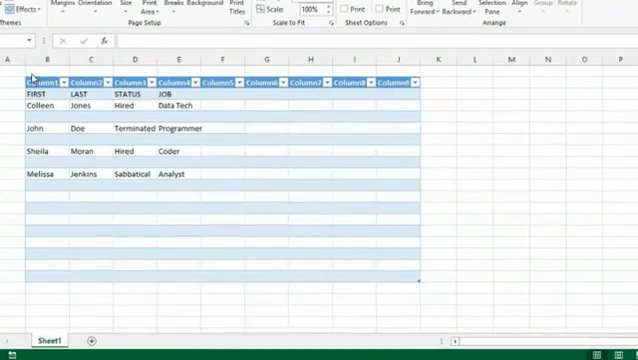 Margins Orientation Size Print Breaks Background Print
Effects Area Titles
Page Setup
Scale: 100% Print Print
Scale to Fit Sheet Options
Bring Send Selection Align
Forward Backward Pane
Arrange
fx
A B C D E F G H I J K L M N O P
Column1 Column2 Column3 Column4 Column5 Column6 Column7 Column8 Column9
FIRST LAST STATUS JOB
Colleen Jones Hired Data Tech
John Doe Terminated Programmer
Sheila Moran Hired Coder
Melissa Jenkins Sabbatical Analyst
Sheet1